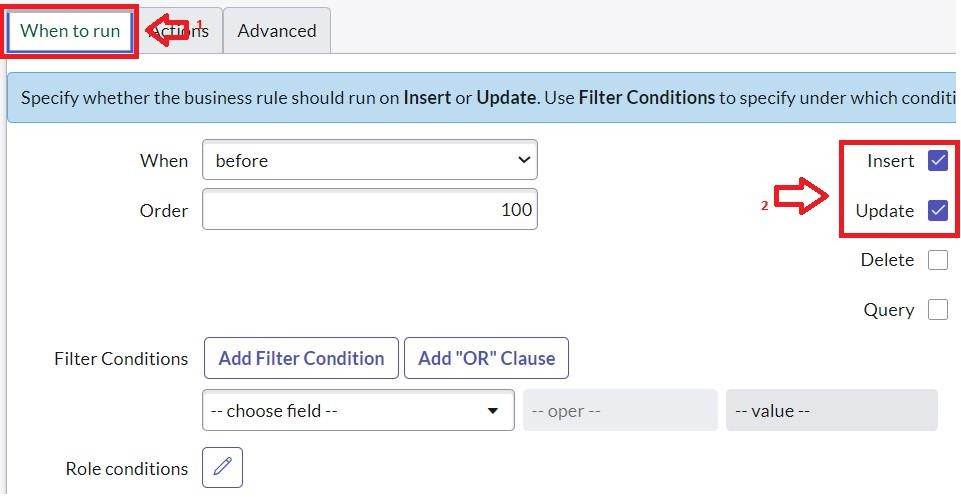 When to run 1 Actions Advanced
Specify whether the business rule should run on Insert or Update. Use Filter Conditions to specify under which conditi
When before Insert
Order 100 2 Update
Delete
Query
Filter Conditions Add Filter Condition Add "OR" Clause
-- choose field -- -- oper -- -- value --
Role conditions